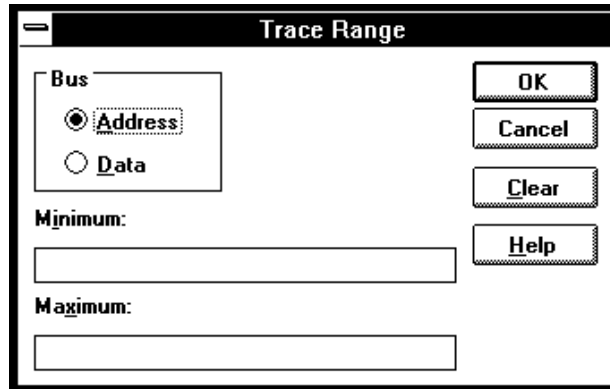 Trace Range
Bus
Address
Data
Minimum:
Maximum:
OK
Cancel
Clear
Help